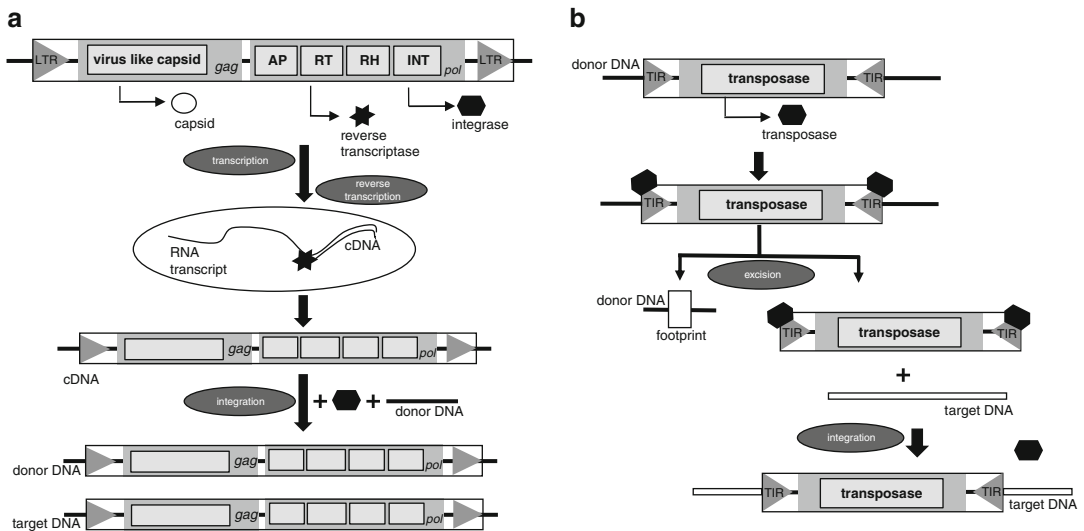 a
LTR
virus like capsid
gag
AP
RT
RH
INT
pol
LTR
capsid
reverse
transcriptase
integrase
transcription
reverse
transcription
RNA
transcript
cDNA
gag
pol
cDNA
integration
+
+
donor DNA
gag
pol
donor DNA
gag
pol
target DNA
b
donor DNA
TIR
transposase
TIR
transposase
TIR
transposase
TIR
excision
donor DNA
footprint
TIR
transposase
TIR
+
target DNA
integration
TIR
transposase
TIR
target DNA